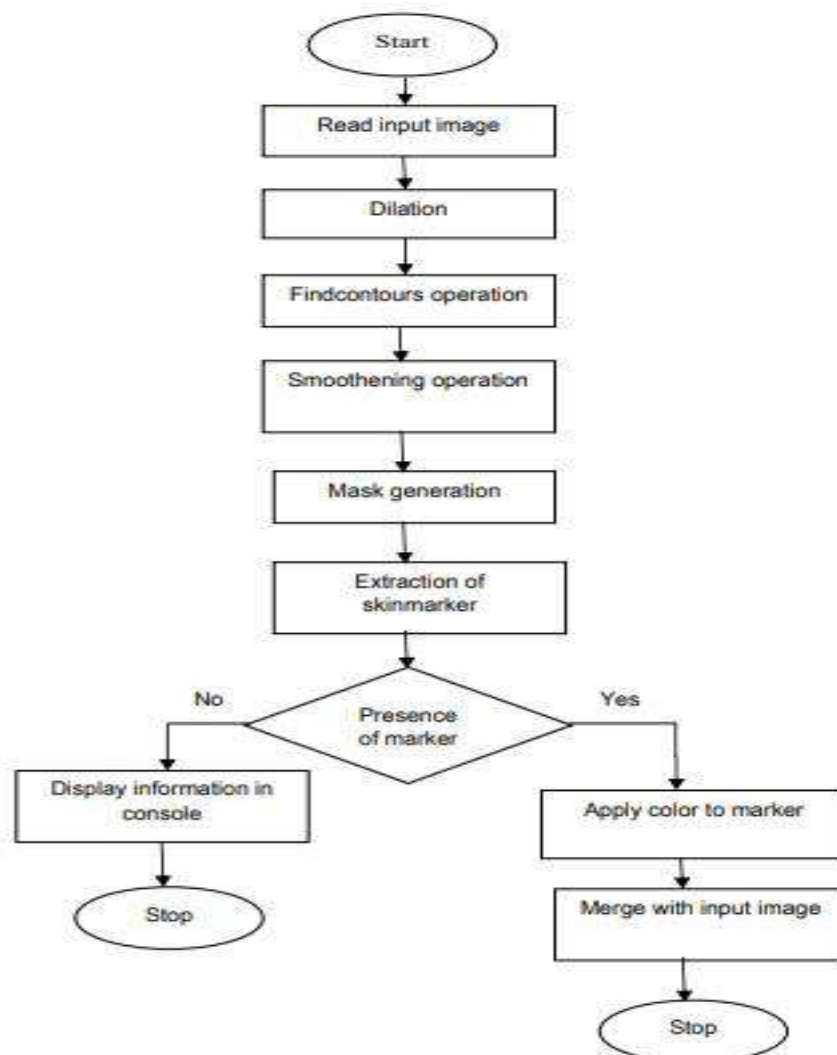 Start
Read input image
Dilation
Findcontours operation
Smoothening operation
Mask generation
Extraction of
skinmarker
No
Yes
Presence
of marker
Display information in
console
Apply color to marker
Stop
Merge with input image
Stop